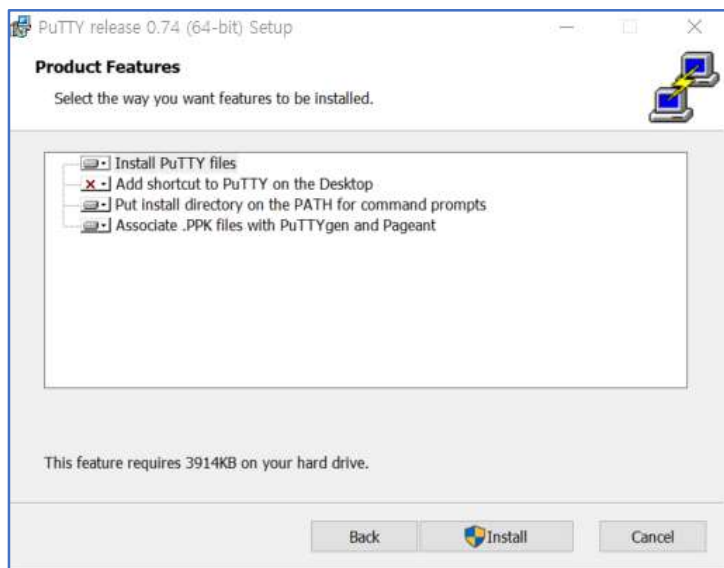 PuTTY release 0.74 (64-bit) Setup
Product Features
Select the way you want features to be installed.
Install PuTTY files
Add shortcut to PuTTY on the Desktop
Put install directory on the PATH for command prompts
Associate .PPK files with PuTTYgen and Pageant
This feature requires 3914KB on your hard drive.
Back Install Cancel